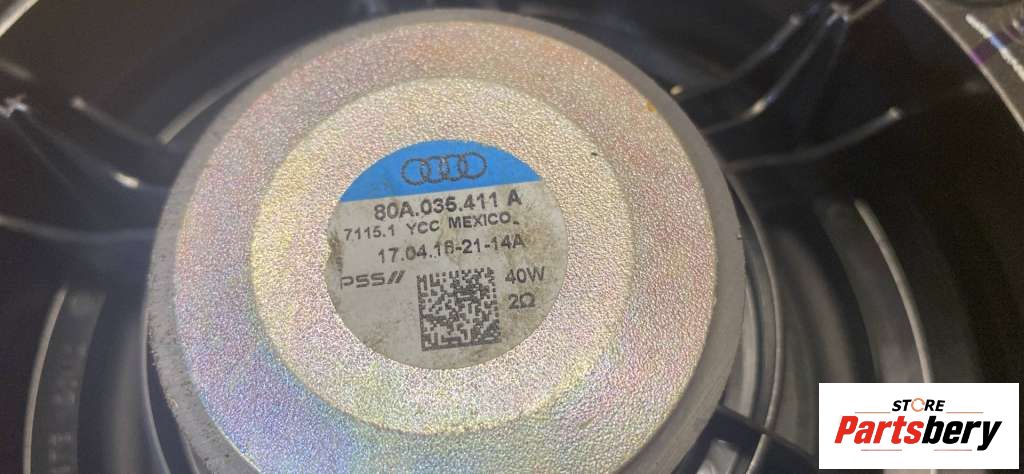 80A.035.411 A
7115.1 YCC MEXICO
17.04.18-21-14A
PSS//
40W
2Ω
STORE
Partsbery